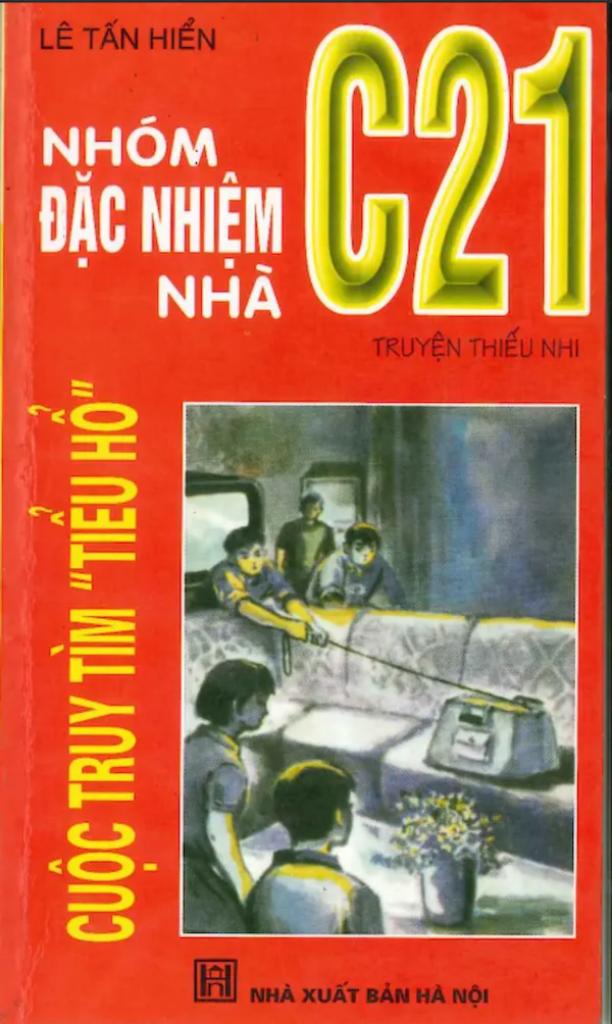 LÊ TẤN HIỂN
C21
NHÓM
ĐẶC NHIỆM
NHÀ
TRUYỆN THIẾU NHI
CUỘC TRUY TÌM "TIỂU HỔ"
NHÀ XUẤT BẢN HÀ NỘI